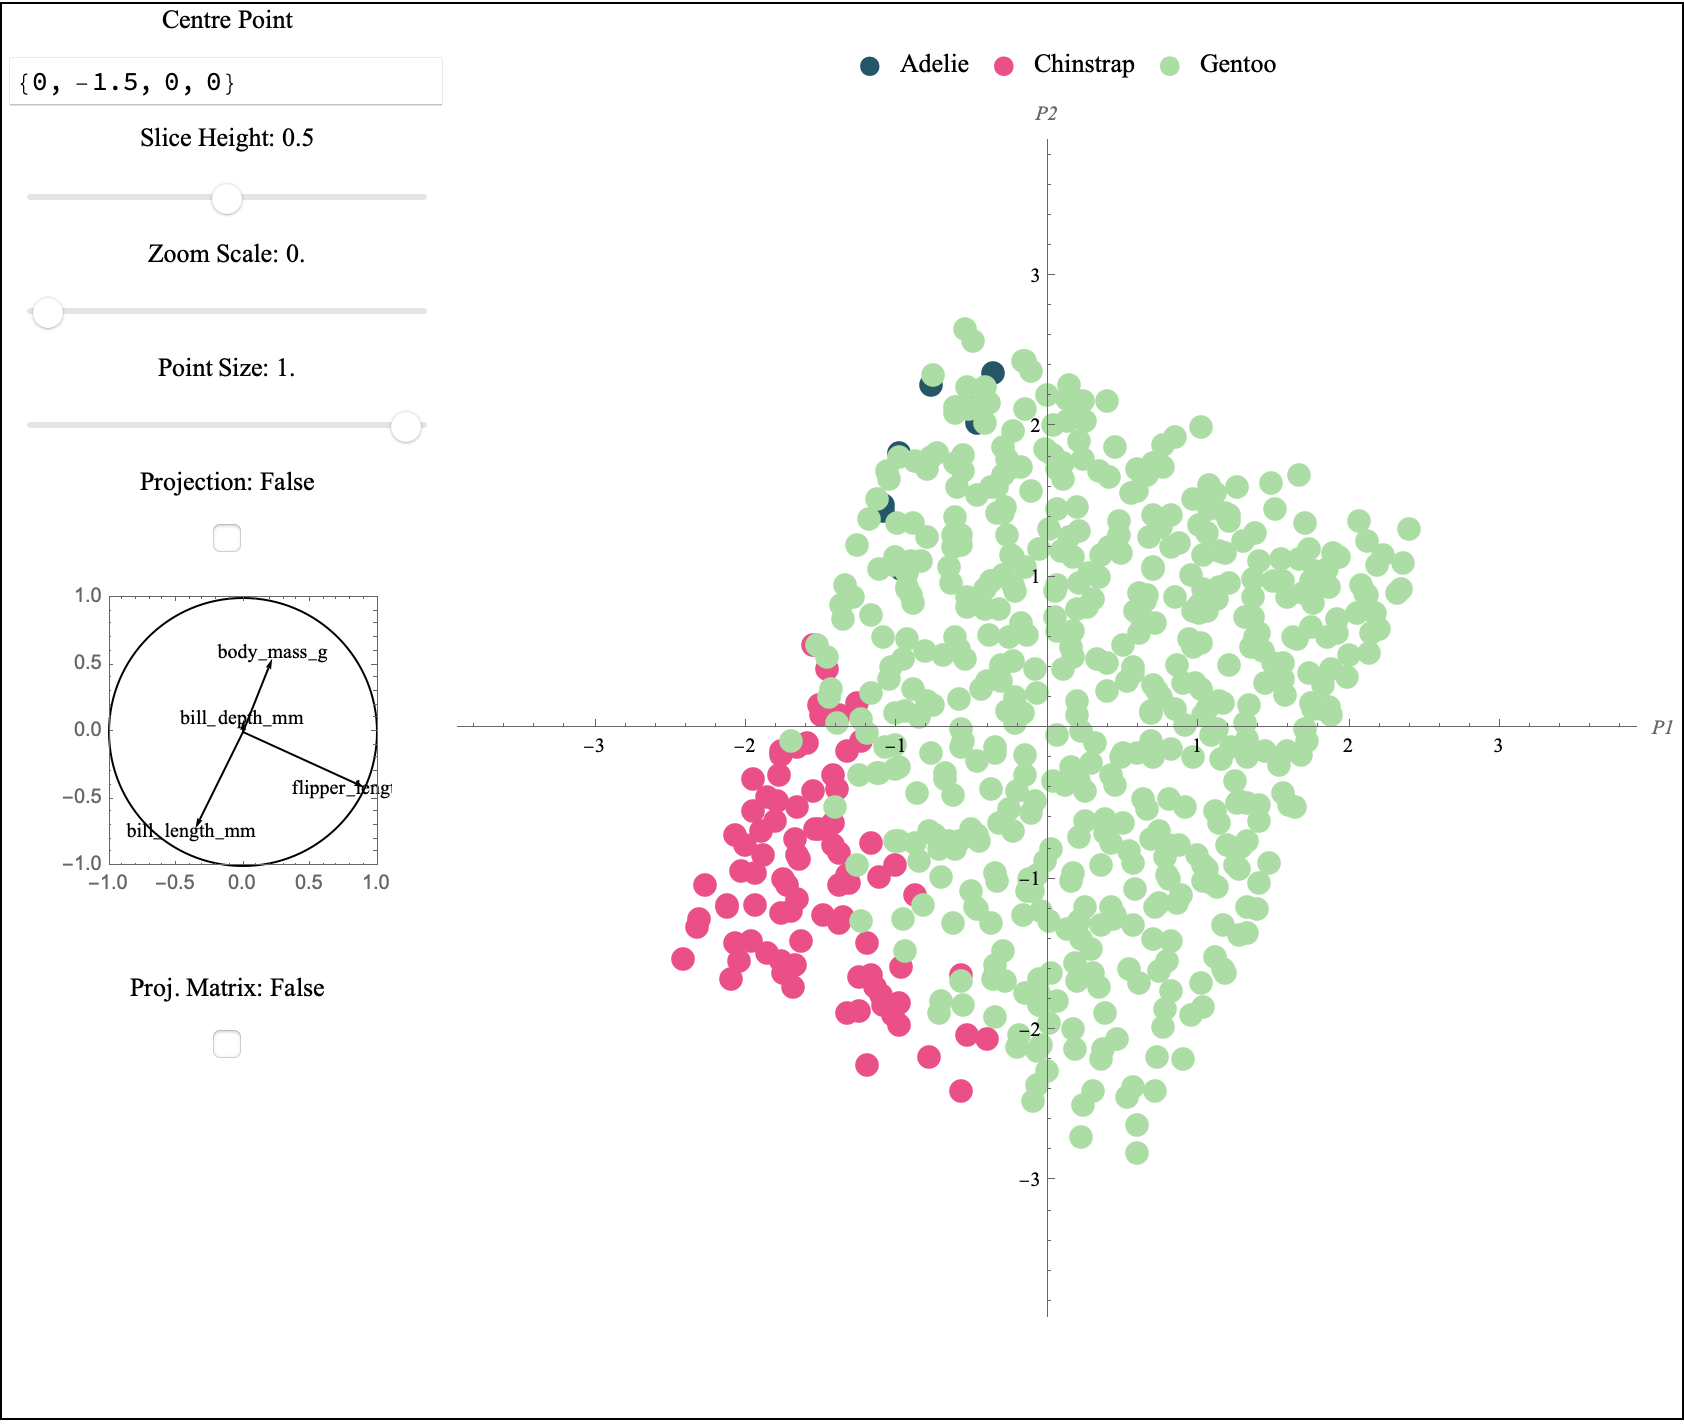 Centre Point
{0, -1.5, 0, 0}
Slice Height: 0.5
Zoom Scale: 0.
Point Size: 1.
Projection: False
1.0
0.5
0.0
-0.5
-1.0
-1.0 -0.5 0.0 0.5 1.0
body_mass_g
bill_depth_mm
flipper_lengt
bill_length_mm
Proj. Matrix: False
Adelie Chinstrap Gentoo
P2
3
2
1
-3 -2 -1 1 2 3 P1
-1
-2
-3